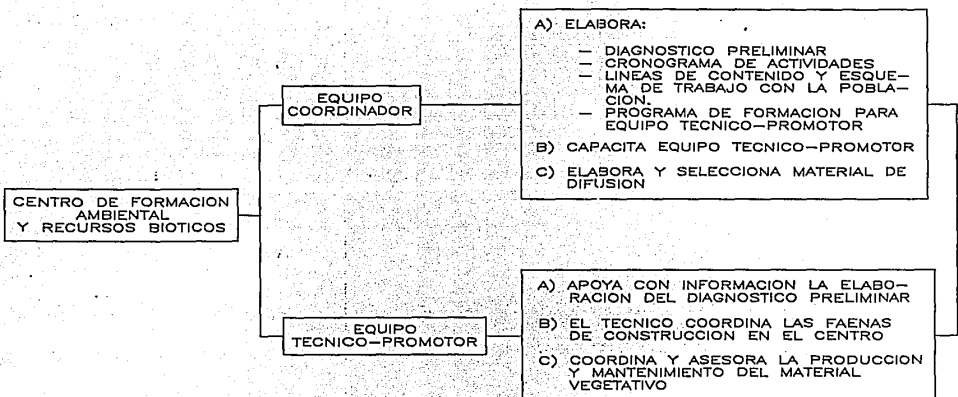 CENTRO DE FORMACION
AMBIENTAL
Y RECURSOS BIOTICOS
EQUIPO
COORDINADOR
A) ELABORA:
— DIAGNOSTICO PRELIMINAR
— CRONOGRAMA DE ACTIVIDADES
— LINEAS DE CONTENIDO Y ESQUE—
MA DE TRABAJO CON LA POBLA—
CION.
— PROGRAMA DE FORMACION PARA
EQUIPO TECNICO—PROMOTOR
B) CAPACITA EQUIPO TECNICO—PROMOTOR
C) ELABORA Y SELECCIONA MATERIAL DE
DIFUSION
EQUIPO
TECNICO—PROMOTOR
A) APOYA CON INFORMACION LA ELABO—
RACION DEL DIAGNOSTICO PRELIMINAR
B) EL TECNICO COORDINA LAS FAENAS
DE CONSTRUCCION EN EL CENTRO
C) COORDINA Y ASESORA LA PRODUCCION
Y MANTENIMIENTO DEL MATERIAL
VEGETATIVO